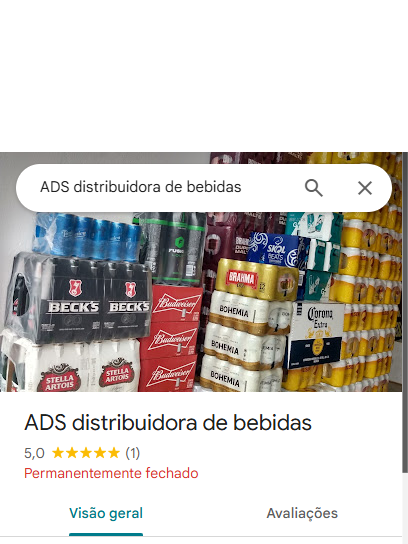 ADS distribuidora de bebidas
FUSION
SKOL
BEATS
BRAHMA
BECK'S BECK'S
Budweiser
BOHEMIA
Corona
Extra
Budweiser
BOHEMIA
STELLA ARTOIS STELLA ARTOIS
Budweiser
BOHEMIA
ADS distribuidora de bebidas
5,0 ★★★★★ (1)
Permanentemente fechado
Visão geral Avaliações